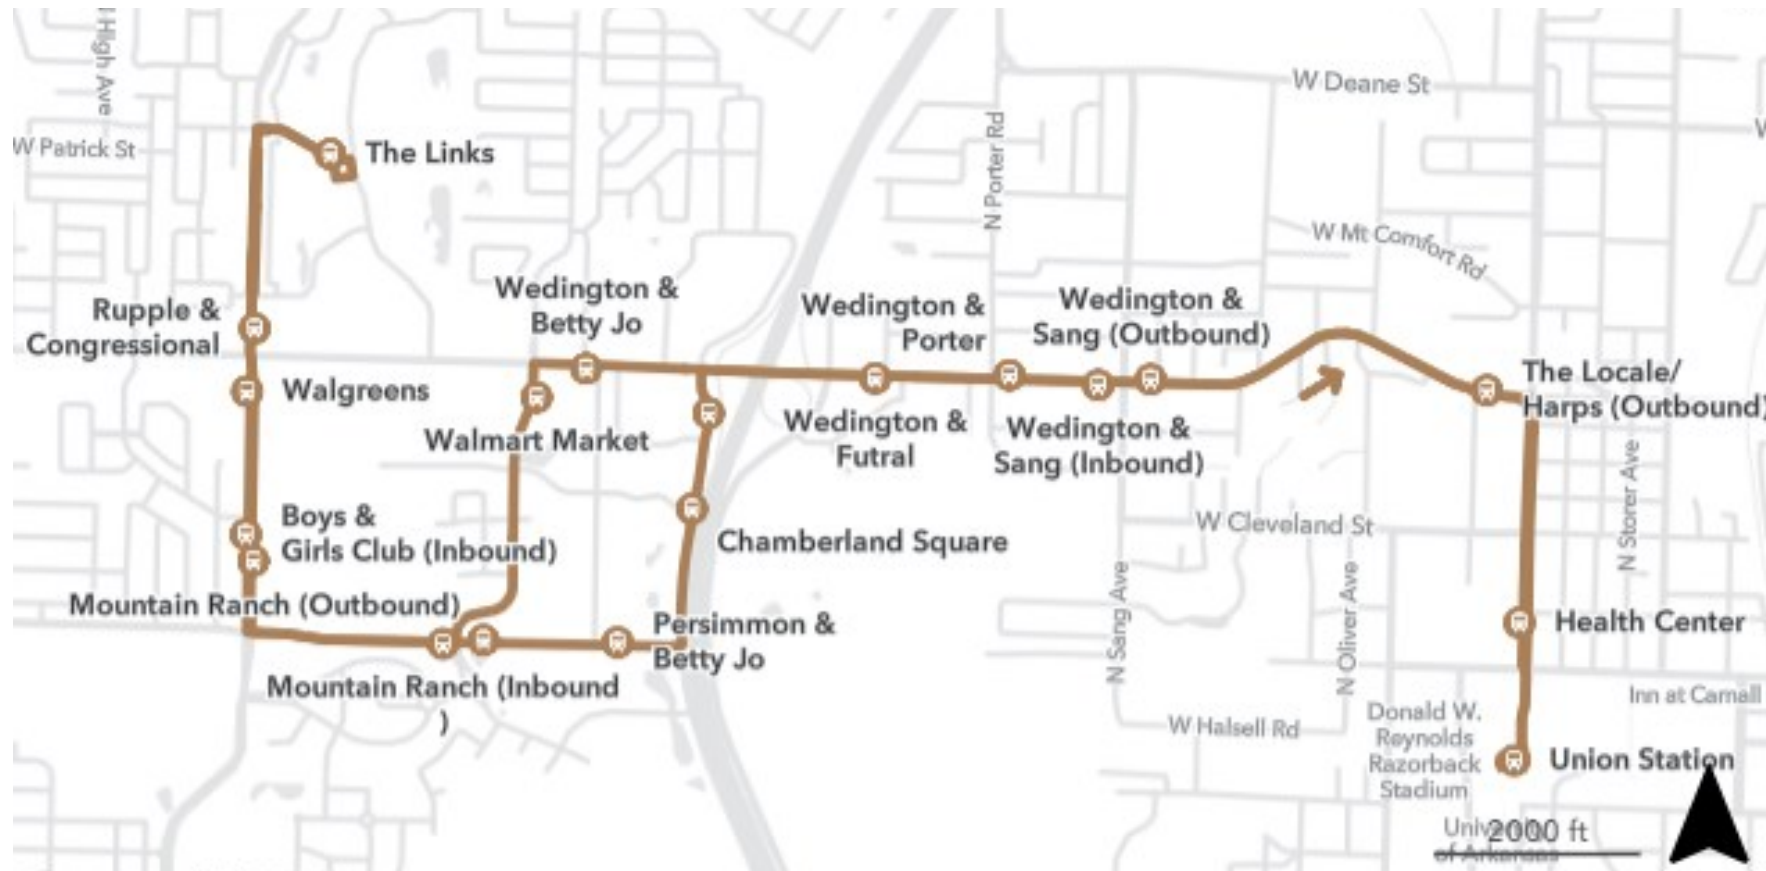 N High Ave
W Deane St
W Patrick St
The Links
N Porter Rd
W Mt Comfort Rd
Rupple &
Congressional
Wedington &
Betty Jo
Wedington &
Porter
Wedington &
Sang (Outbound)
Walgreens
The Locale/
Harps (Outbound)
Walmart Market
Wedington &
Futral
Wedington &
Sang (Inbound)
N Storer Ave
Boys &
Girls Club (Inbound)
Chamberland Square
W Cleveland St
Mountain Ranch (Outbound)
Persimmon &
Betty Jo
N Sang Ave
N Oliver Ave
Health Center
Mountain Ranch (Inbound
)
Inn at Carnall
W Halsell Rd
Donald W.
Reynolds
Razorback
Stadium
Union Station
2000 ft
of Arkansas